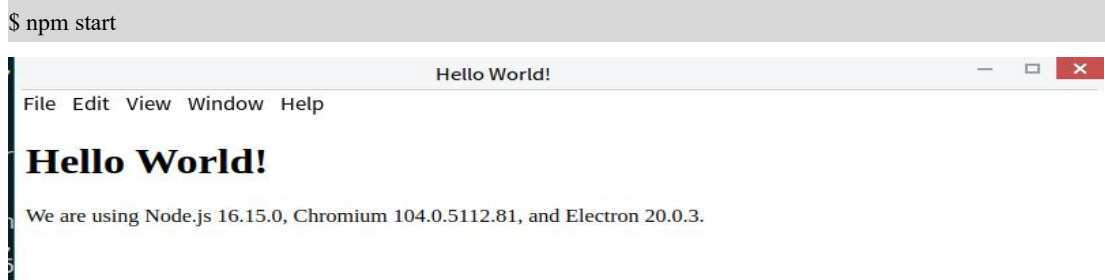 $ npm start
Hello World!
File Edit View Window Help
Hello World!
We are using Node.js 16.15.0, Chromium 104.0.5112.81, and Electron 20.0.3.